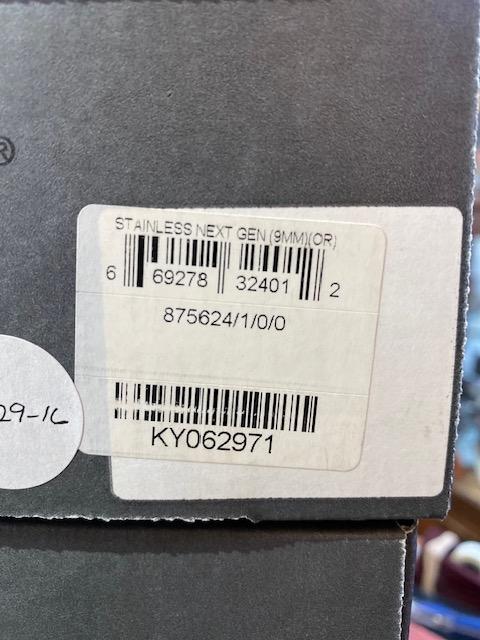 ®
STAINLESS NEXT GEN (9MM)(OR)
6 69278 32401 2
875624/1/0/0
29-16
KY062971